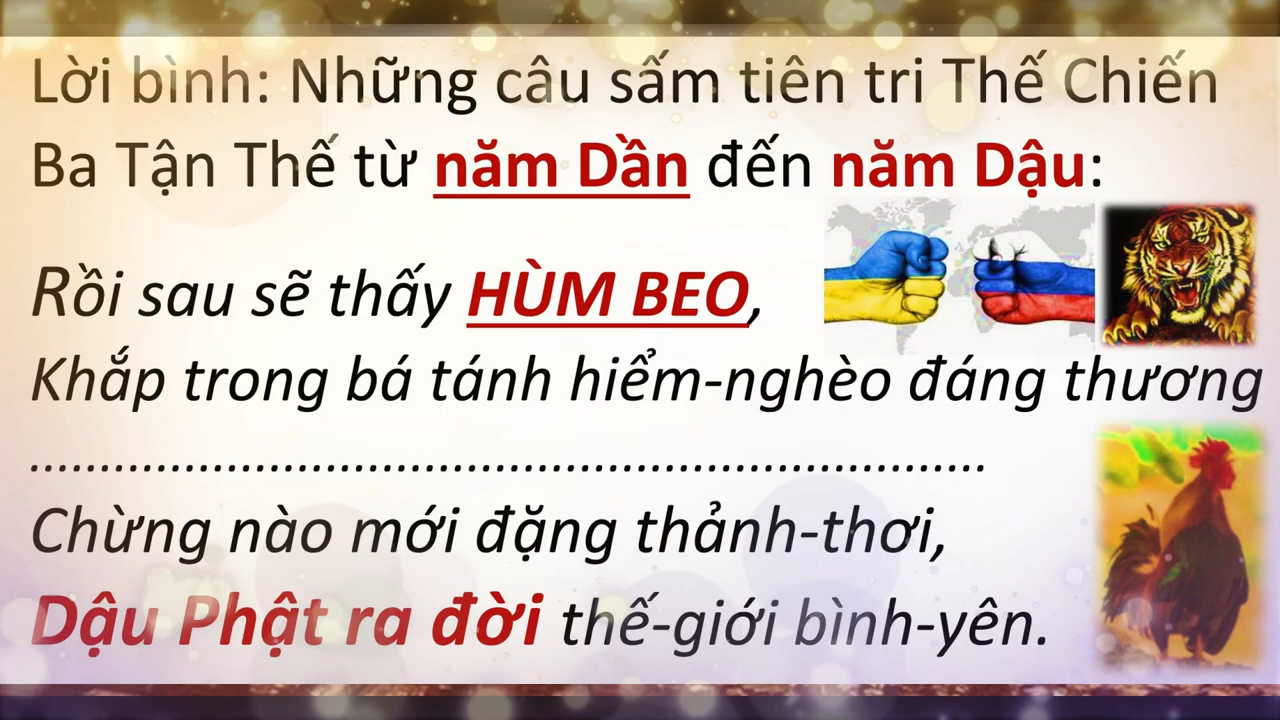 Lời bình: Những câu sấm tiên tri Thế Chiến
Ba Tận Thế từ năm Dần đến năm Dậu:
Rồi sau sẽ thấy HÙM BEO,
Khắp trong bá tánh hiểm-nghèo đáng thương
.....................................................................
Chừng nào mới đặng thảnh-thơi,
Dậu Phật ra đời thế-giới bình-yên.